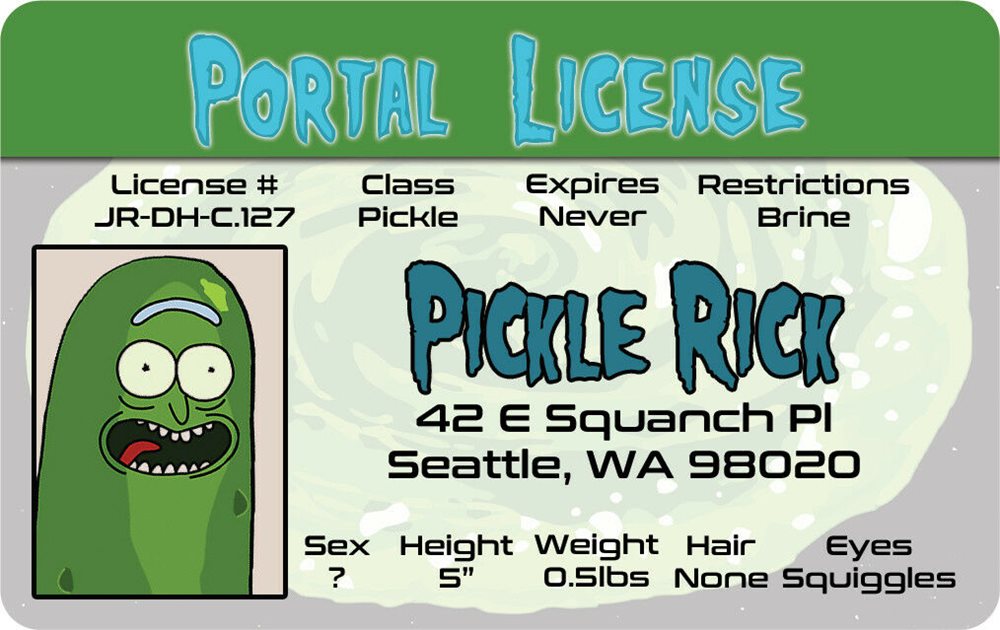 Portal License
License # Class Expires Restrictions
JR-DH-C.127 Pickle Never Brine
Pickle Rick
42 E Squanch Pl
Seattle, WA 98020
Sex Height Weight Hair Eyes
? 5” 0.5lbs None Squiggles